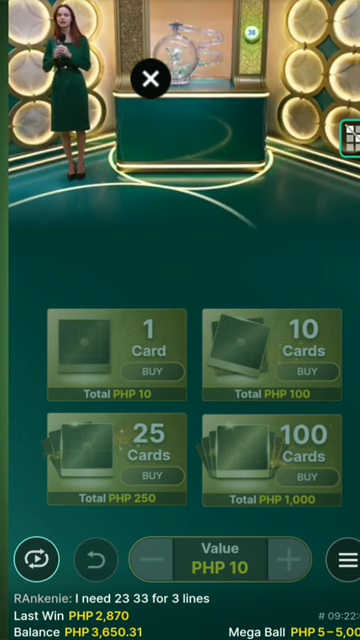 38
1
Card
BUY
Total PHP 10
10
Cards
BUY
Total PHP 100
25
Cards
BUY
Total PHP 250
100
Cards
BUY
Total PHP 1,000
Value
PHP 10
RAnkenie: I need 23 33 for 3 lines
Last Win PHP 2,870
# 09:22:
Balance PHP 3,650.31
Mega Ball PHP 5–5,00